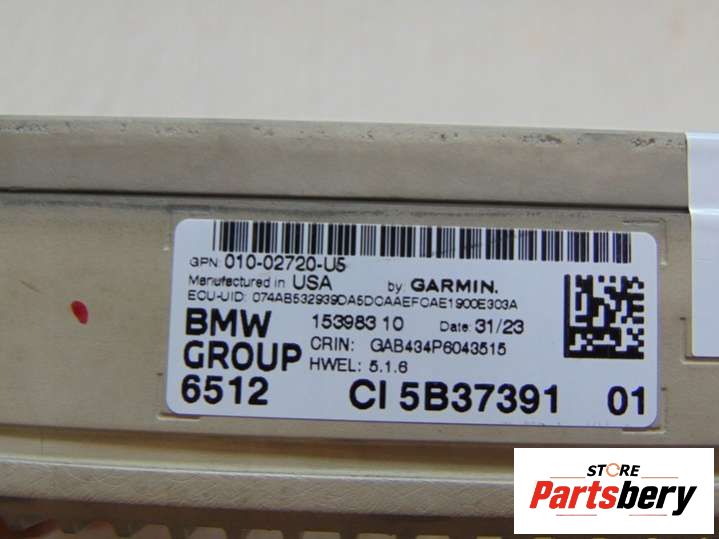 GPN: 010-02720-U5
Manufactured in USA by GARMIN.
ECU-UID: 074AB532939DA5DCAAEFCAE1900E303A
BMW GROUP
153983 10 Date: 31/23
CRIN: GAB434P6043515
HWEL: 5.1.6
6512 CI 5B37391 01
STORE
Partsbery